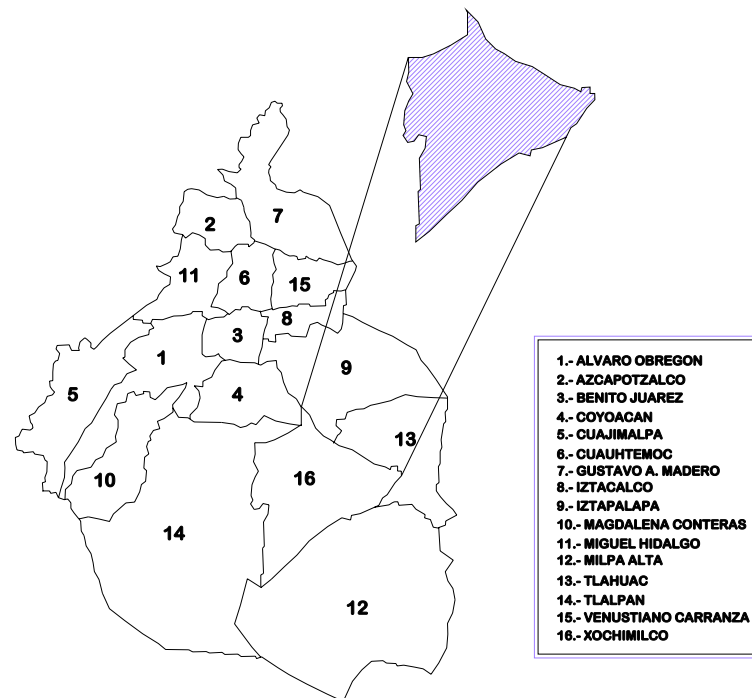 7
2
11
6
15
8
3
1
9
5
4
13
10
16
14
12
1.- ALVARO OBREGON
2.- AZCAPOTZALCO
3.- BENITO JUAREZ
4.- COYOACAN
5.- CUAJIMALPA
6.- CUAUHTEMOC
7.- GUSTAVO A. MADERO
8.- IZTACALCO
9.- IZTAPALAPA
10.- MAGDALENA CONTERAS
11.- MIGUEL HIDALGO
12.- MILPA ALTA
13.- TLAHUAC
14.- TLALPAN
15.- VENUSTIANO CARRANZA
16.- XOCHIMILCO